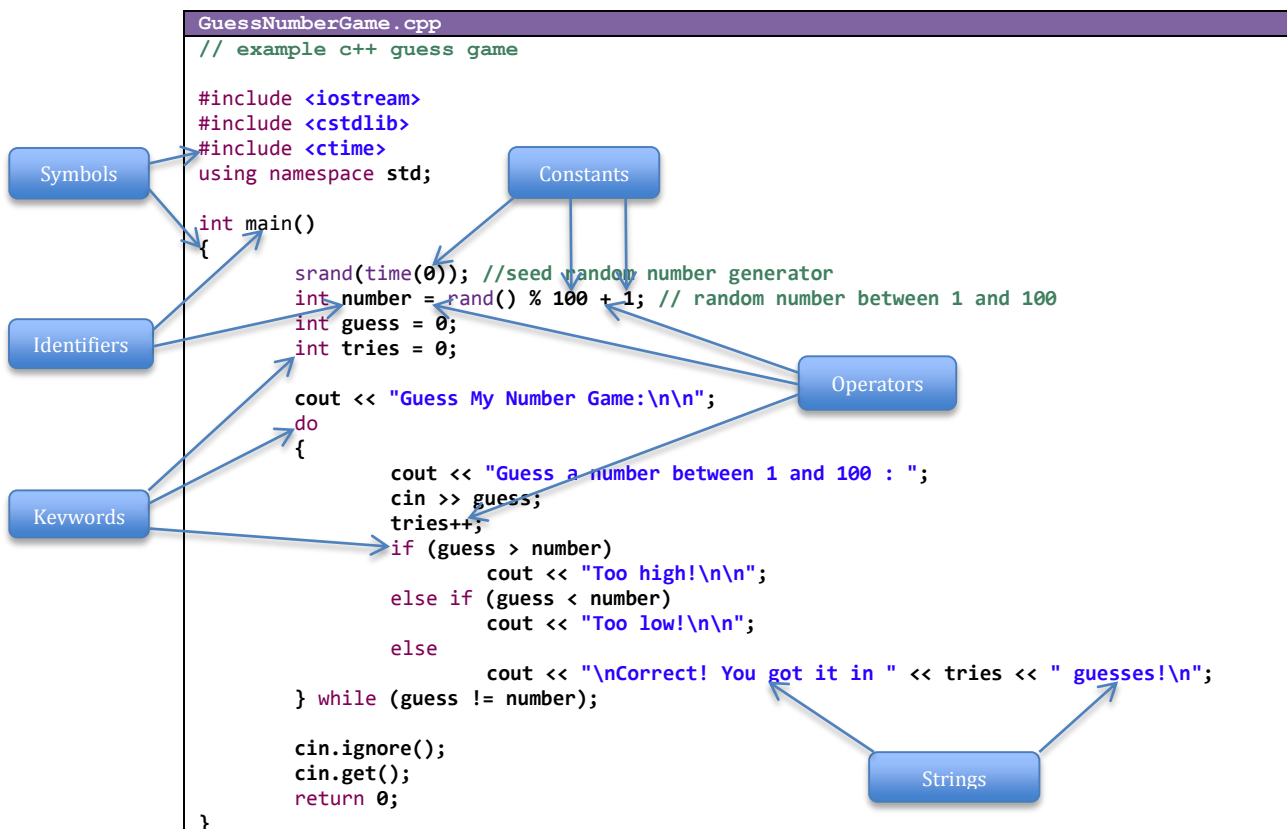 GuessNumberGame.cpp
// example c++ guess game
#include <iostream>
#include <cstdlib>
#include <ctime>
using namespace std;
Symbols
Constants
int main()
{
srand(time(0)); //seed random number generator
int number = rand() % 100 + 1; // random number between 1 and 100
int guess = 0;
int tries = 0;
Identifiers
Operators
cout << "Guess My Number Game:\n\n";
do
{
cout << "Guess a number between 1 and 100 : ";
cin >> guess;
tries++;
Keywords
if (guess > number)
cout << "Too high!\n\n";
else if (guess < number)
cout << "Too low!\n\n";
else
cout << "\nCorrect! You got it in " << tries << " guesses!\n";
} while (guess != number);
cin.ignore();
cin.get();
return 0;
Strings
}